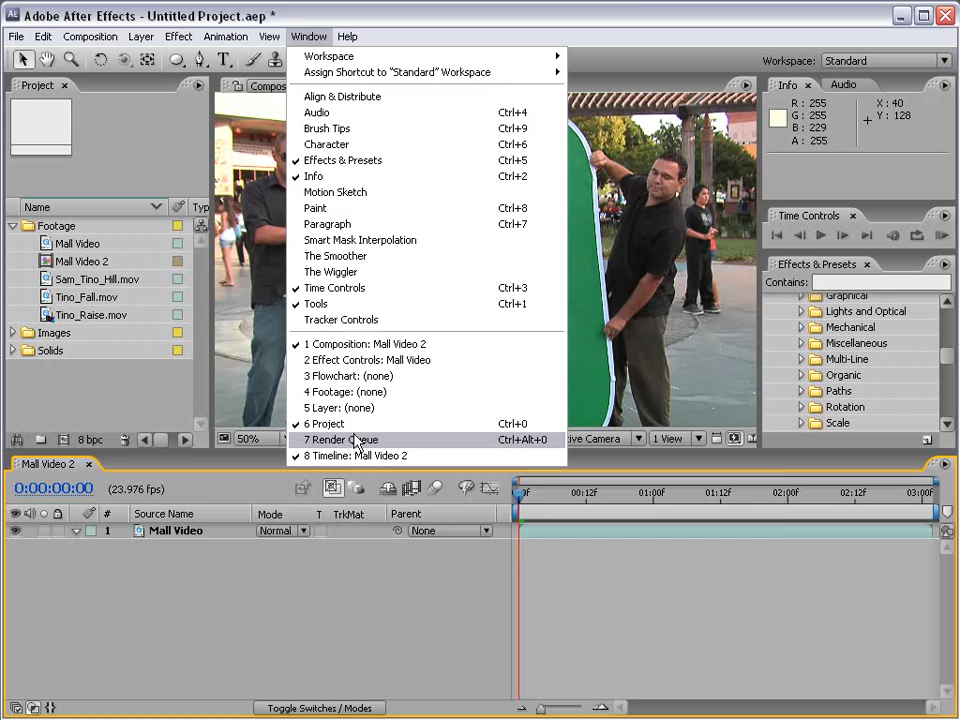 Adobe After Effects - Untitled Project.aep *
File Edit Composition Layer Effect Animation View Window Help
Workspace: Standard
Project ×
Compos
Info × Audio
R : 255 X : 40
G : 255 Y : 128
B : 229
A : 255
Workspace
Assign Shortcut to "Standard" Workspace
Align & Distribute
Audio Ctrl+4
Brush Tips Ctrl+9
Character Ctrl+6
Effects & Presets Ctrl+5
Info Ctrl+2
Motion Sketch
Paint Ctrl+8
Paragraph Ctrl+7
Smart Mask Interpolation
The Smoother
The Wiggler
Time Controls Ctrl+3
Tools Ctrl+1
Tracker Controls
1 Composition: Mall Video 2
2 Effect Controls: Mall Video
3 Flowchart: (none)
4 Footage: (none)
5 Layer: (none)
6 Project Ctrl+0
7 Render Queue Ctrl+Alt+0
8 Timeline: Mall Video 2
Name Typ
Footage
Mall Video
Mall Video 2
Sam_Tino_Hill.mov
Tino_Fall.mov
Tino_Raise.mov
Images
Solids
8 bpc
50%
ive Camera
1 View
Time Controls ×
Effects & Presets ×
Contains:
Graphical
Lights and Optical
Mechanical
Miscellaneous
Multi-Line
Organic
Paths
Rotation
Scale
Mall Video 2 ×
0:00:00:00 (23.976 fps)
00:12f 01:00f 01:12f 02:00f 02:12f 03:00f
# Source Name Mode T TrkMat Parent
1 Mall Video Normal None
Toggle Switches / Modes